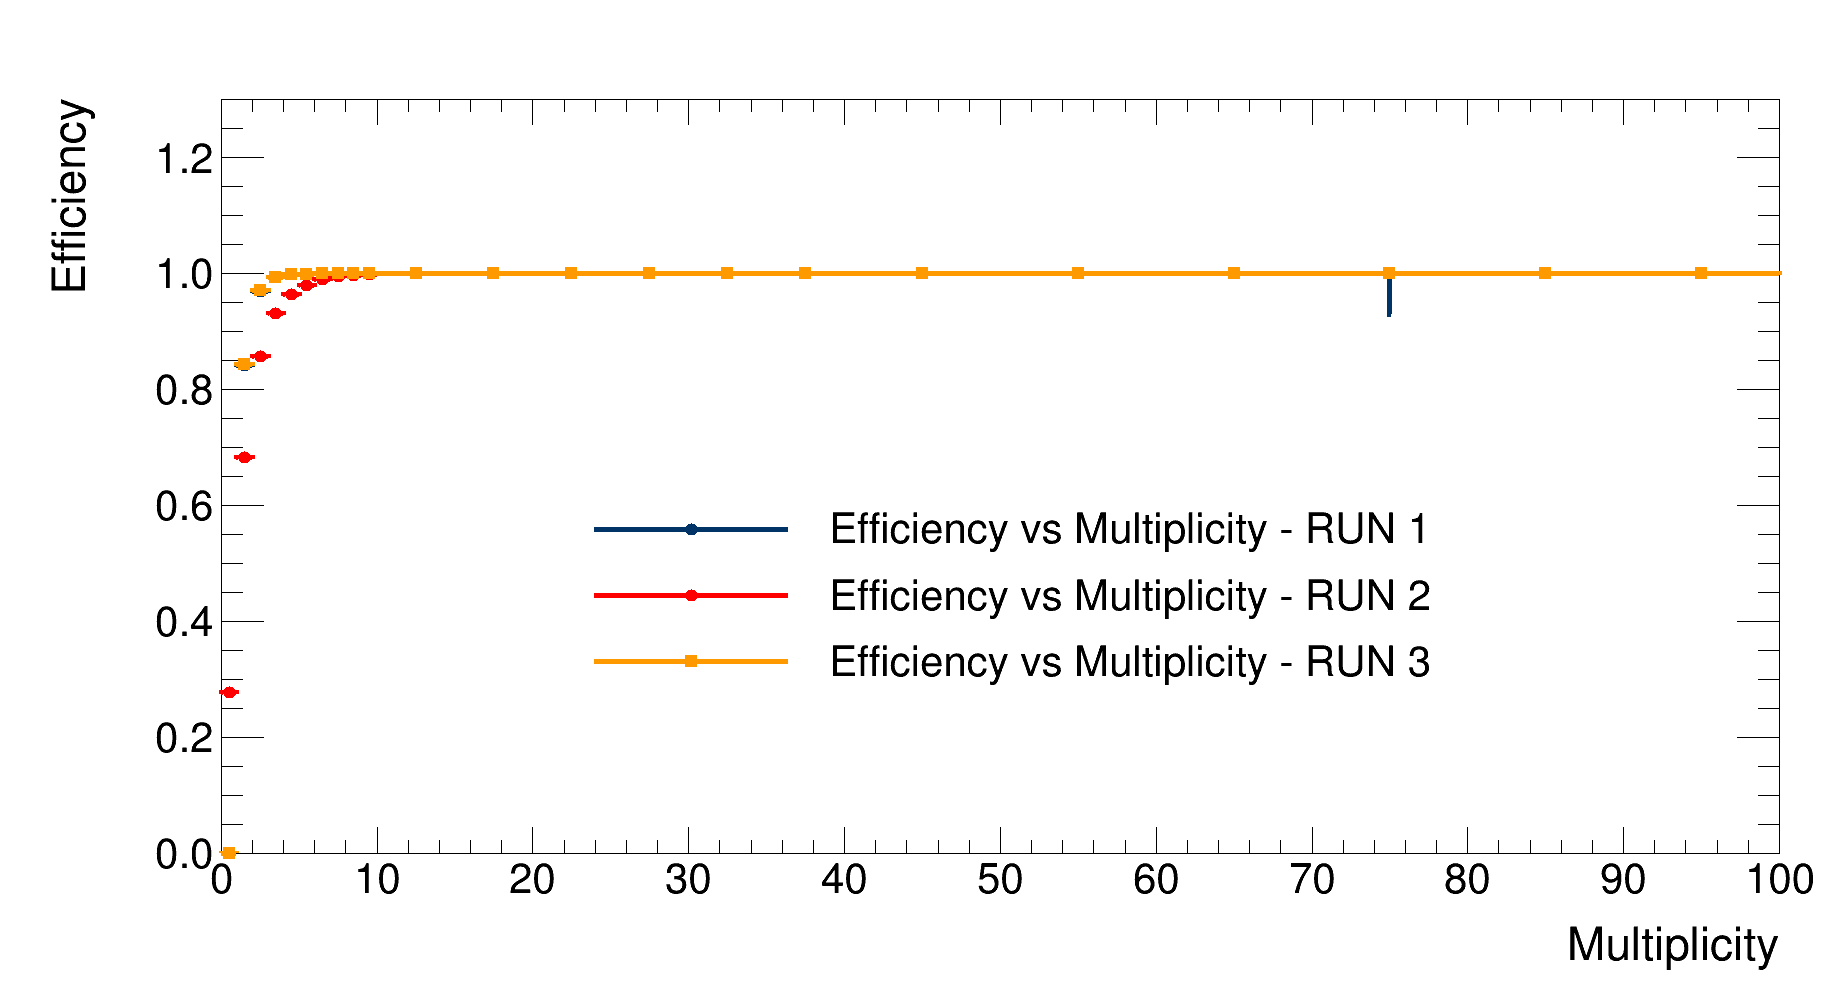 Efficiency
1.2
1.0
0.8
0.6
0.4
0.2
0.0
Efficiency vs Multiplicity - RUN 1
Efficiency vs Multiplicity - RUN 2
Efficiency vs Multiplicity - RUN 3
0 10 20 30 40 50 60 70 80 90 100
Multiplicity